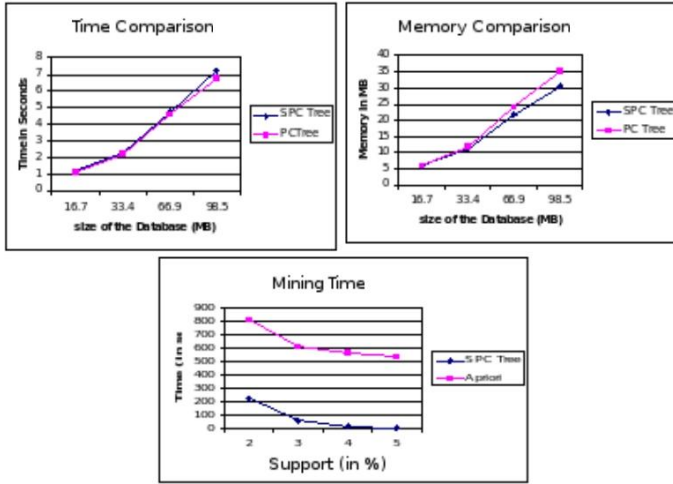 Time Comparison
8
7
6
5
4
3
2
1
0
Time in Seconds
16.7 33.4 66.9 98.5
size of the Database (MB)
SPC Tree
PCTree
Memory Comparison
40
35
30
25
20
15
10
5
0
Memory in MB
16.7 33.4 66.9 98.5
size of the Database (MB)
SPC Tree
PC Tree
Mining Time
900
800
700
600
500
400
300
200
100
0
Time (in
2 3 4 5
Support (in %)
SPC Tree
Apriori